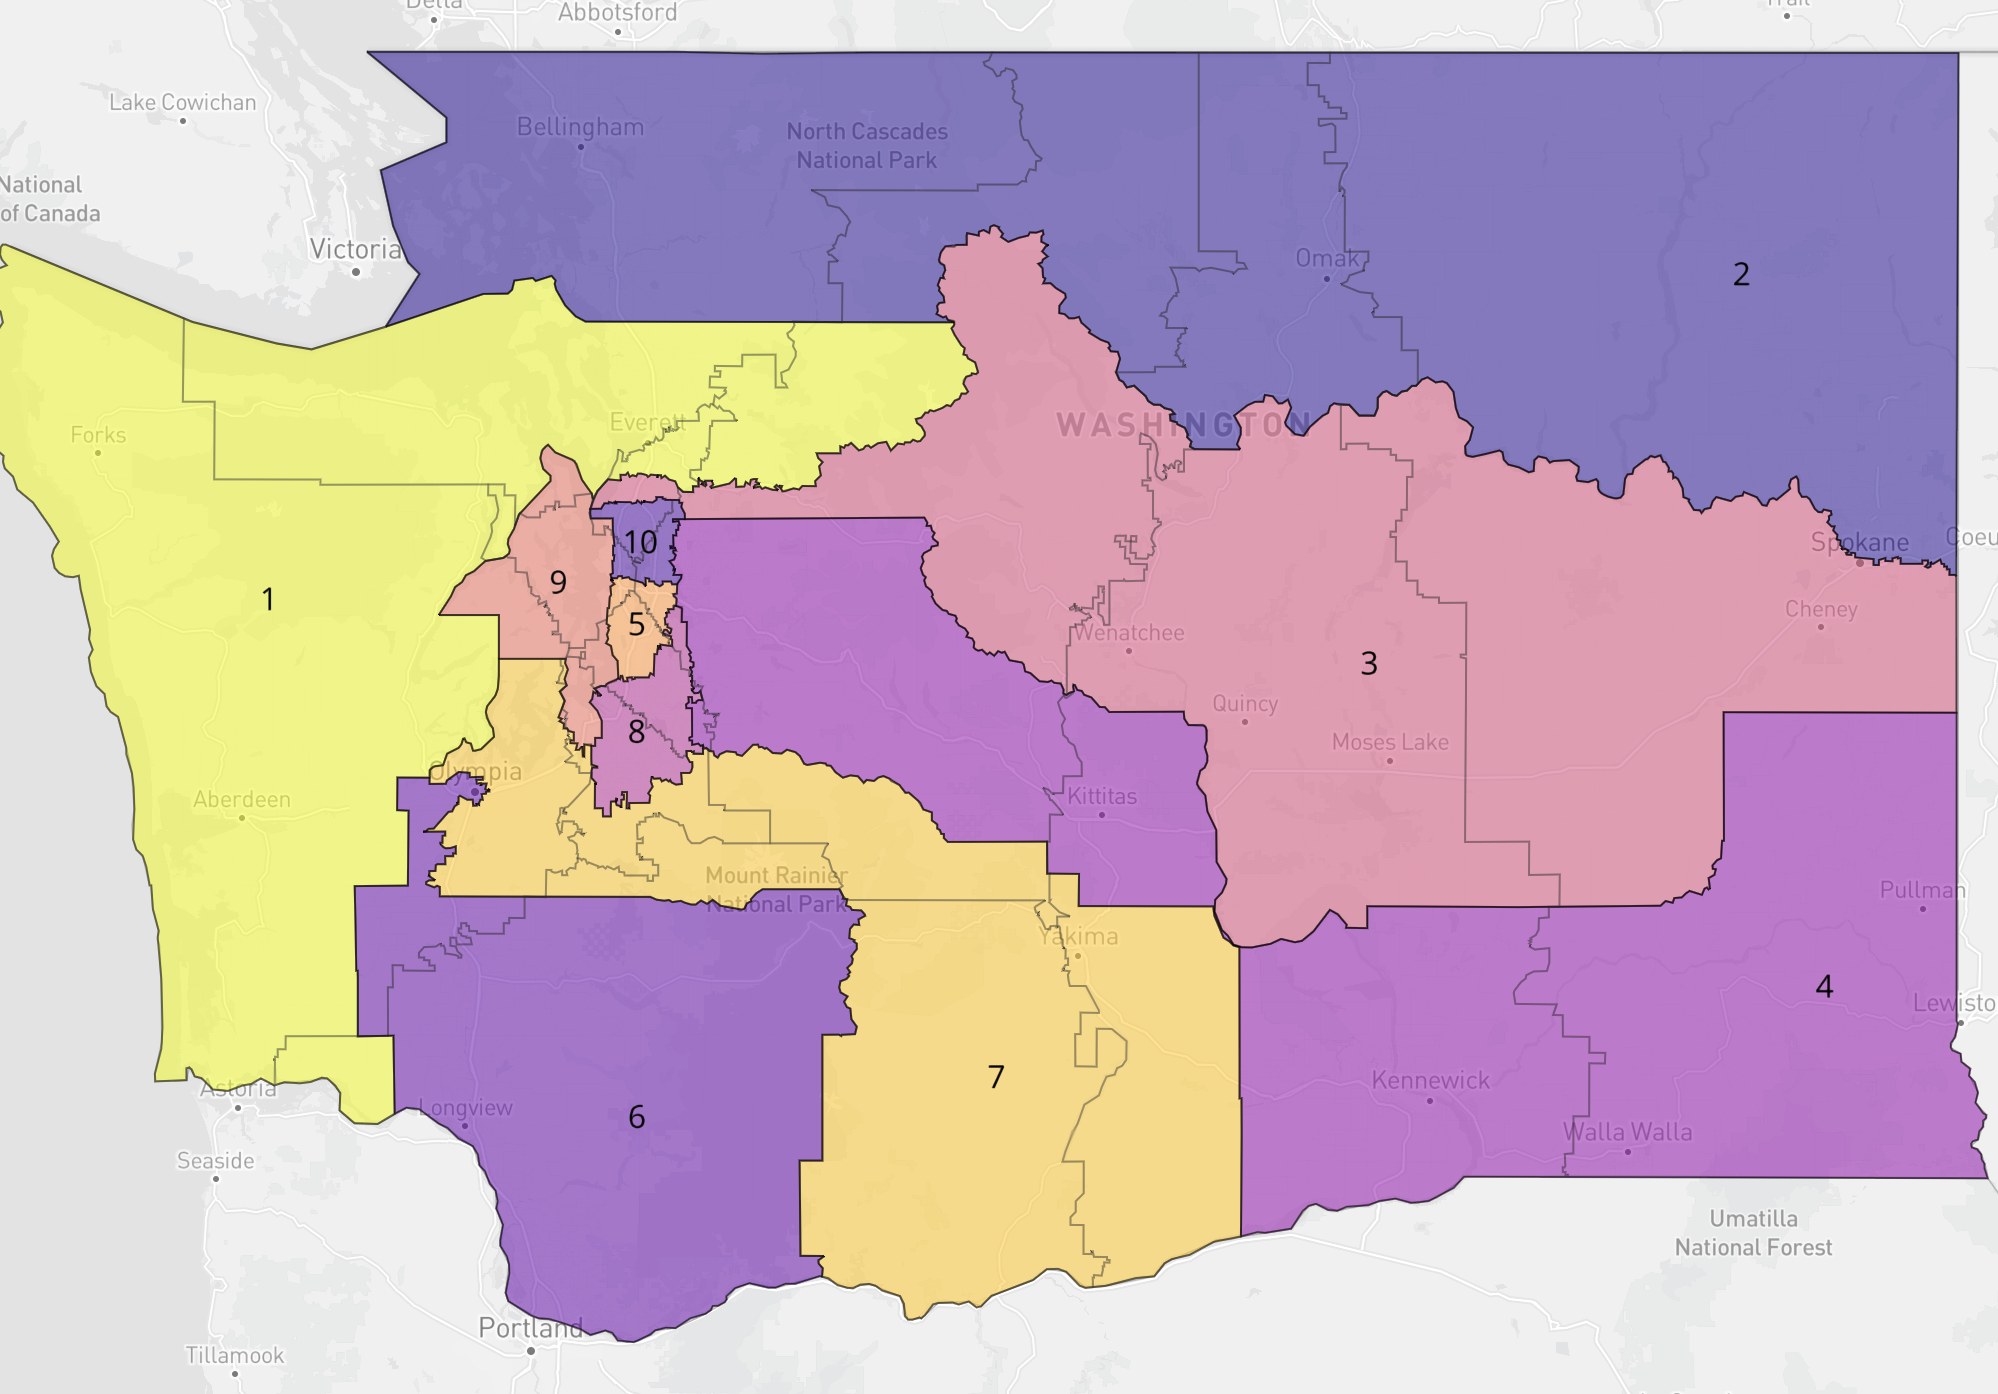 Delta
Abbotsford
Trail
Lake Cowichan
Bellingham
North Cascades
National Park
National
of Canada
Victoria
Omak
2
Forks
Everett
WASHINGTON
10
Spokane
Coeu
9
1
5
Wenatchee
Cheney
3
Quincy
8
Moses Lake
Olympia
Aberdeen
Kittitas
Mount Rainier
National Park
Pullman
Yakima
4
Lewisto
7
Kennewick
Astoria
Longview
6
Walla Walla
Seaside
Umatilla
National Forest
Portland
Tillamook